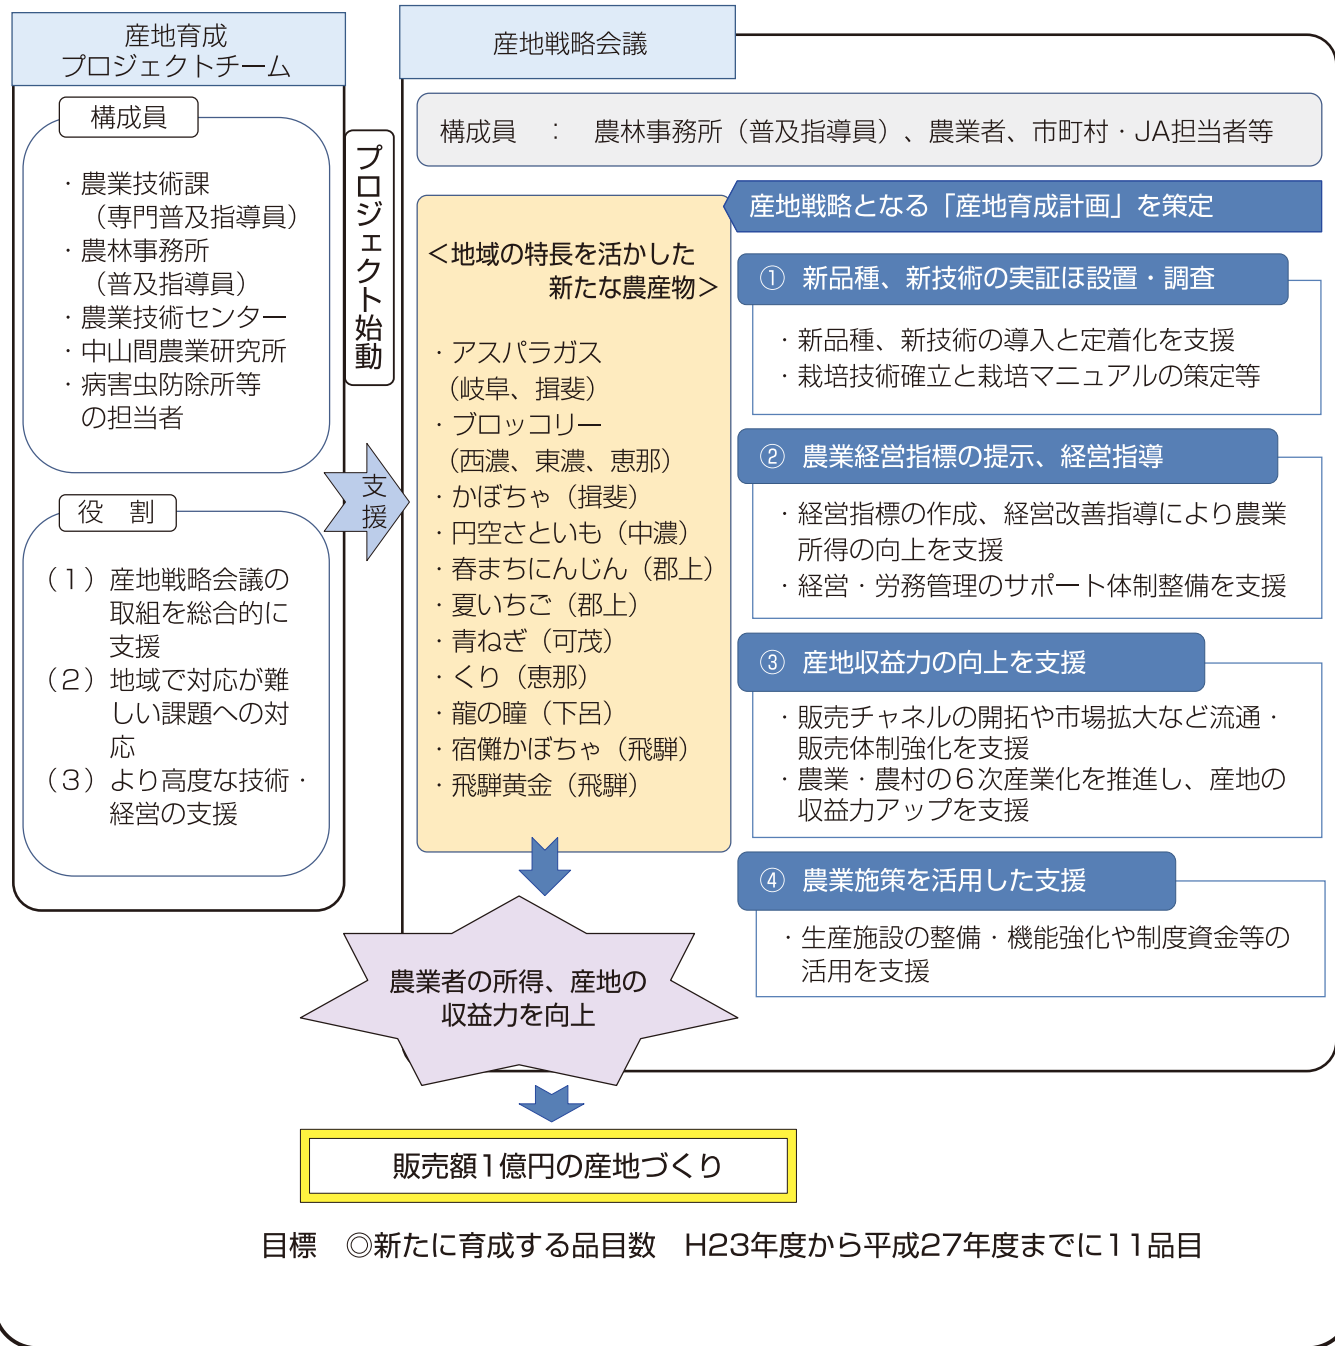 産地育成
プロジェクトチーム
構成員
・農業技術課
（専門普及指導員）
・農林事務所
（普及指導員）
・農業技術センター
・中山間農業研究所
・病害虫防除所等
の担当者
役　割
（１）産地戦略会議の
取組を総合的に
支援
（２）地域で対応が難
しい課題への対
応
（３）より高度な技術・
経営の支援
プロジェクト始動
支援
産地戦略会議
構成員　：　農林事務所（普及指導員）、農業者、市町村・JA担当者等
＜地域の特長を活かした
新たな農産物＞
・アスパラガス
（岐阜、揖斐）
・ブロッコリー
（西濃、東濃、恵那）
・かぼちゃ（揖斐）
・円空さといも（中濃）
・春まちにんじん（郡上）
・夏いちご（郡上）
・青ねぎ（可茂）
・くり（恵那）
・龍の瞳（下呂）
・宿儺かぼちゃ（飛騨）
・飛騨黄金（飛騨）
産地戦略となる「産地育成計画」を策定
①　新品種、新技術の実証ほ設置・調査
・新品種、新技術の導入と定着化を支援
・栽培技術確立と栽培マニュアルの策定等
②　農業経営指標の提示、経営指導
・経営指標の作成、経営改善指導により農業
所得の向上を支援
・経営・労務管理のサポート体制整備を支援
③　産地収益力の向上を支援
・販売チャネルの開拓や市場拡大など流通・
販売体制強化を支援
・農業・農村の６次産業化を推進し、産地の
収益力アップを支援
④　農業施策を活用した支援
・生産施設の整備・機能強化や制度資金等の
活用を支援
農業者の所得、産地の
収益力を向上
販売額1億円の産地づくり
目標　◎新たに育成する品目数　H23年度から平成27年度までに11品目